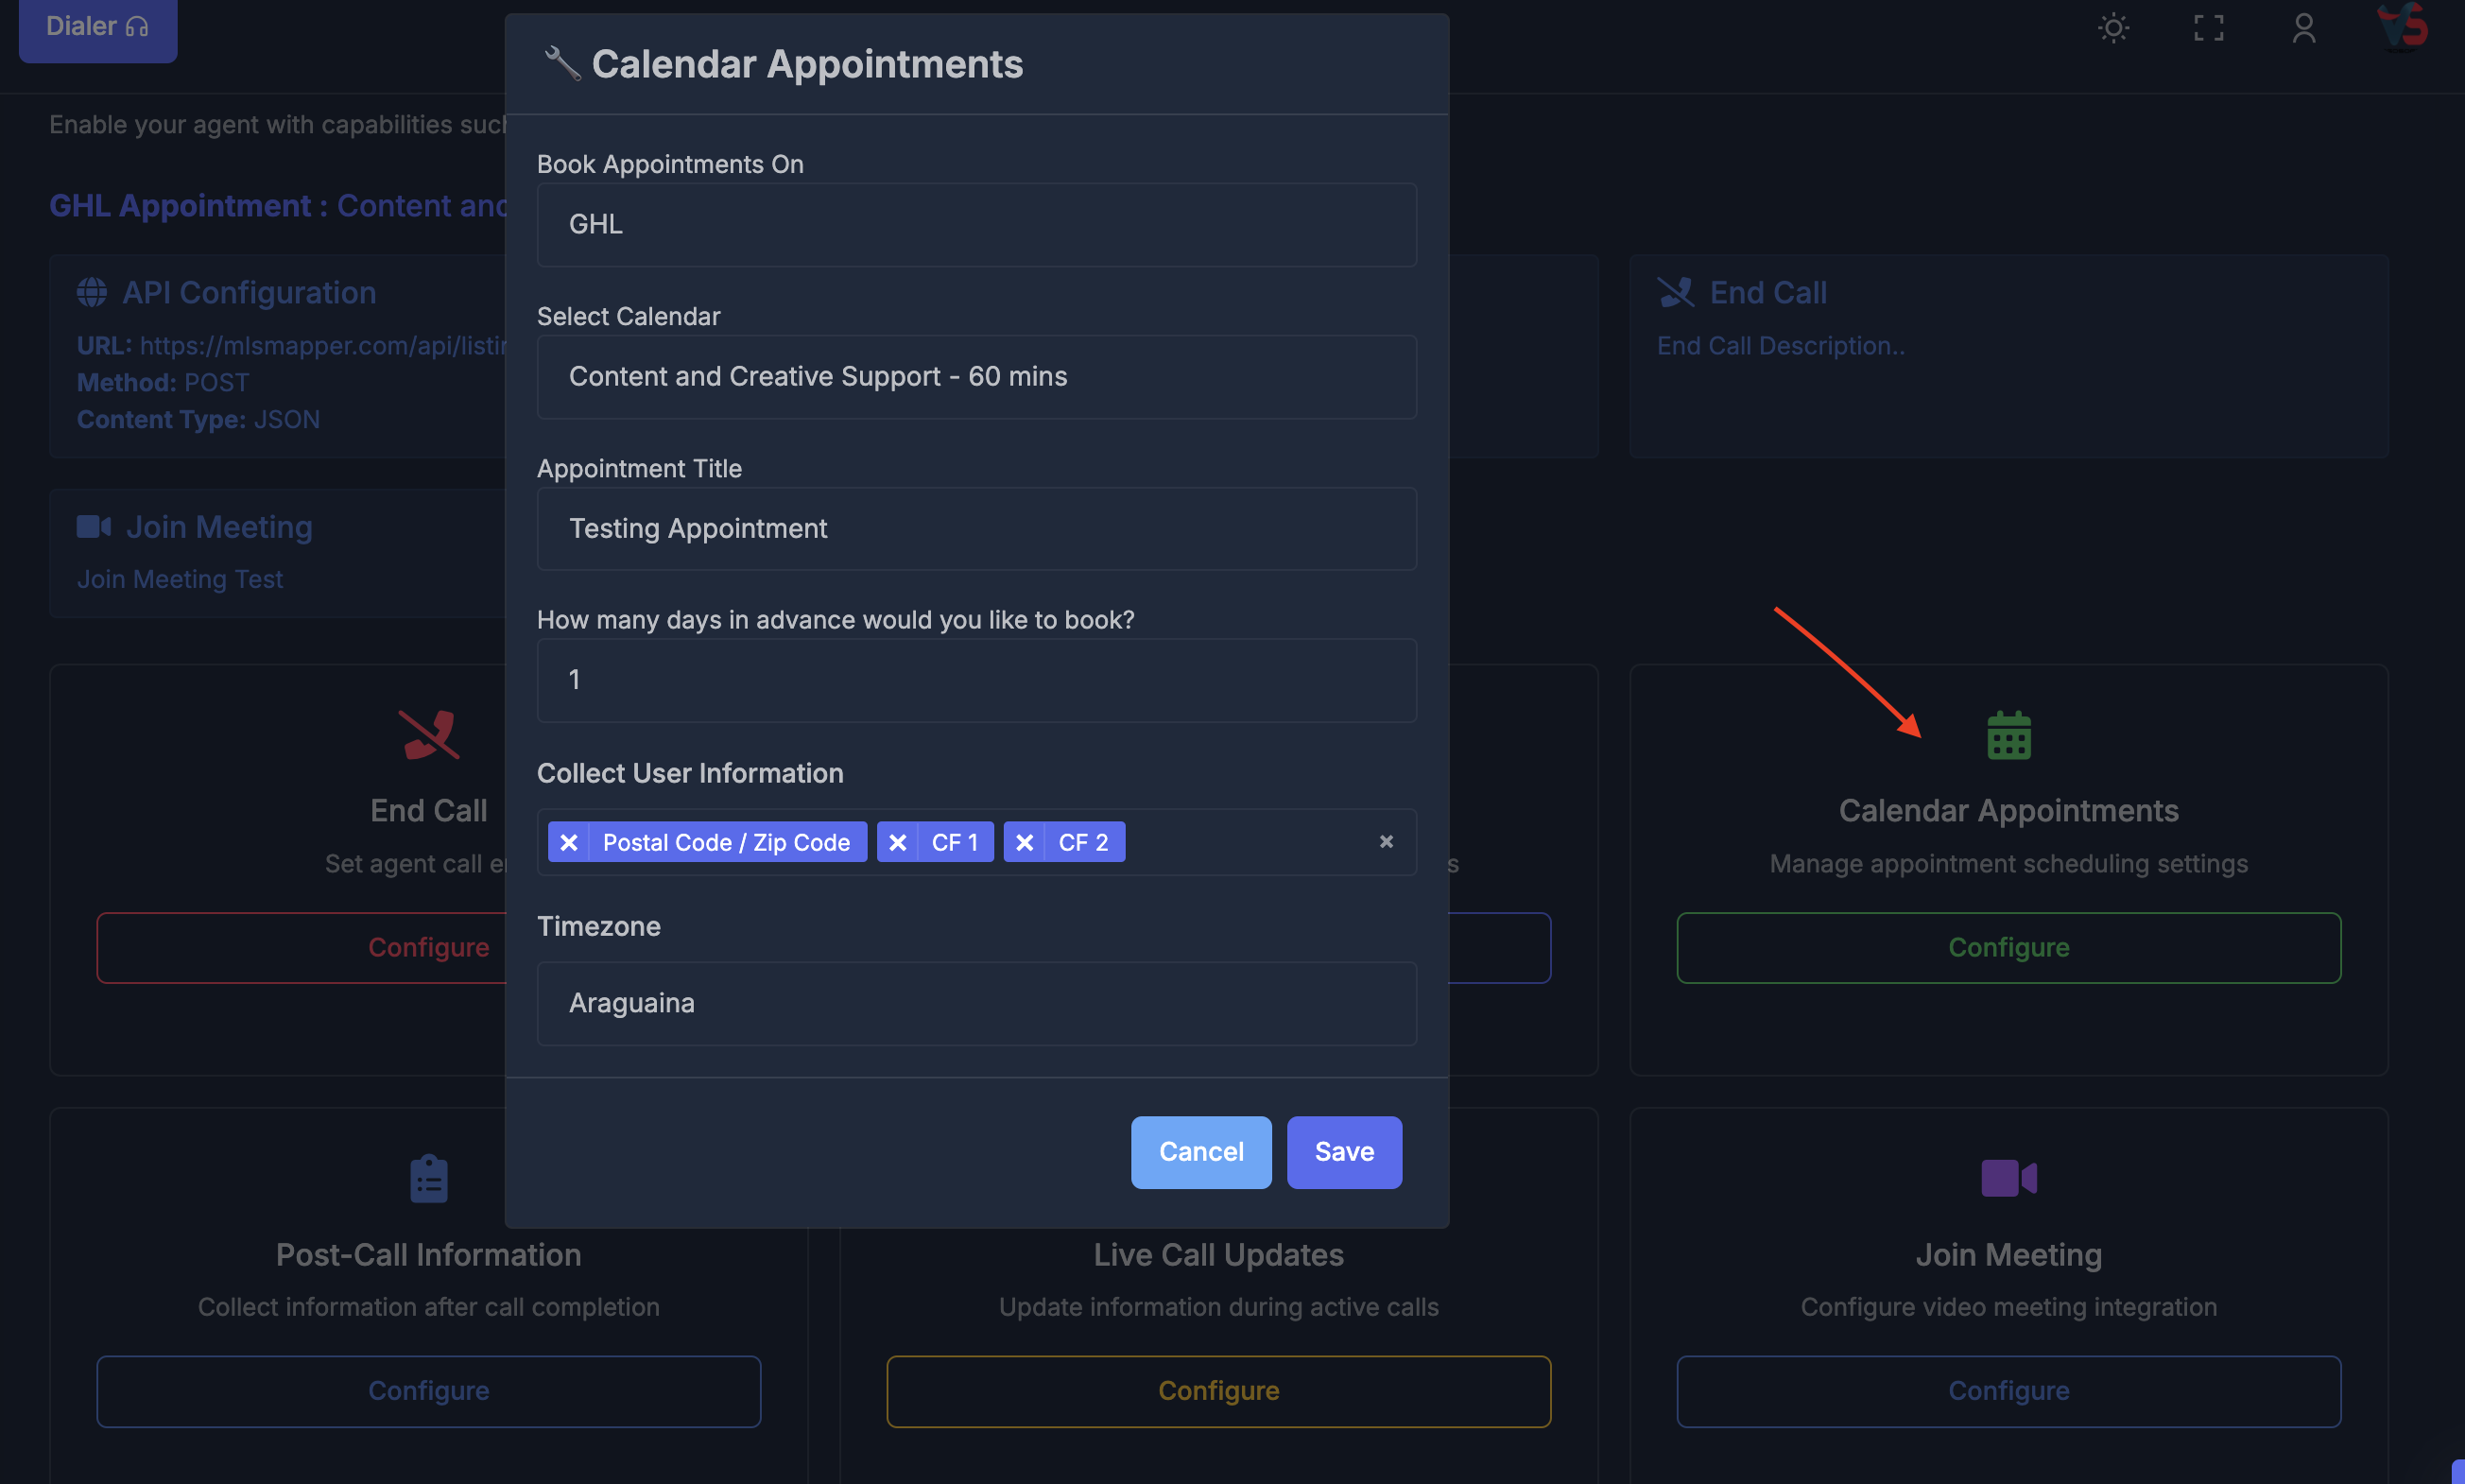 Dialer
Calendar Appointments
Enable your agent with capabilities
GHL Appointment : Content
Book Appointments On
GHL
API Configuration
URL: https://mlsmapper.com/api/
Method: POST
Content Type: JSON
End Call
End Call Description..
Select Calendar
Content and Creative Support - 60 mins
Appointment Title
Testing Appointment
Join Meeting
Join Meeting Test
How many days in advance would you like to book?
1
Collect User Information
Postal Code / Zip Code
CF 1
CF 2
Timezone
Araguaina
Cancel
Save
End Call
Set agent call
Configure
Calendar Appointments
Manage appointment scheduling settings
Configure
Post-Call Information
Collect information after call completion
Configure
Live Call Updates
Update information during active calls
Configure
Join Meeting
Configure video meeting integration
Configure